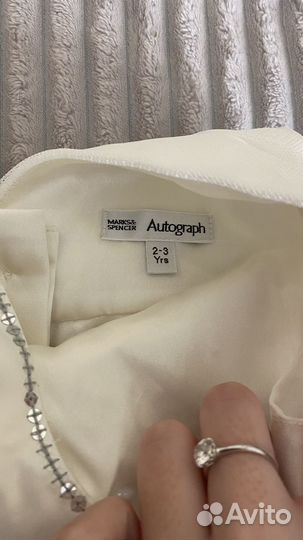 MARKS&
SPENCER
Autograph
2-3
Yrs
Avito